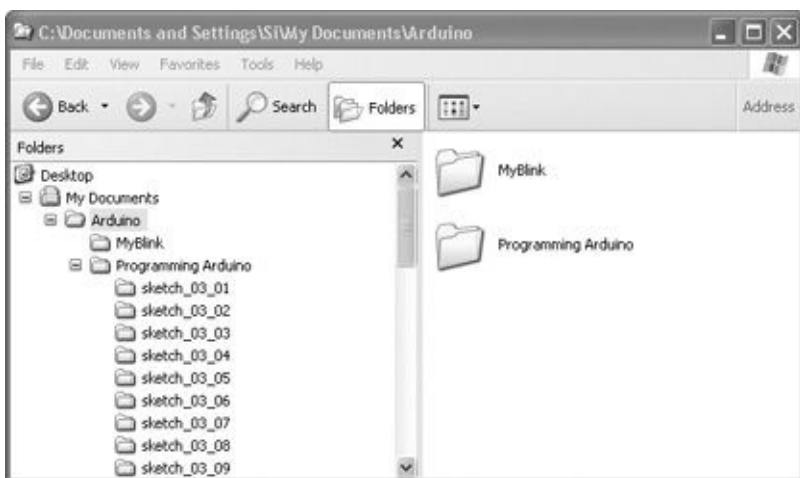 C:\Documents and Settings\Si\My Documents\Arduino
File Edit View Favorites Tools Help
Back Search Folders Address
Folders
Desktop
My Documents
Arduino
MyBlink
Programming Arduino
sketch_03_01
sketch_03_02
sketch_03_03
sketch_03_04
sketch_03_05
sketch_03_06
sketch_03_07
sketch_03_08
sketch_03_09
MyBlink
Programming Arduino